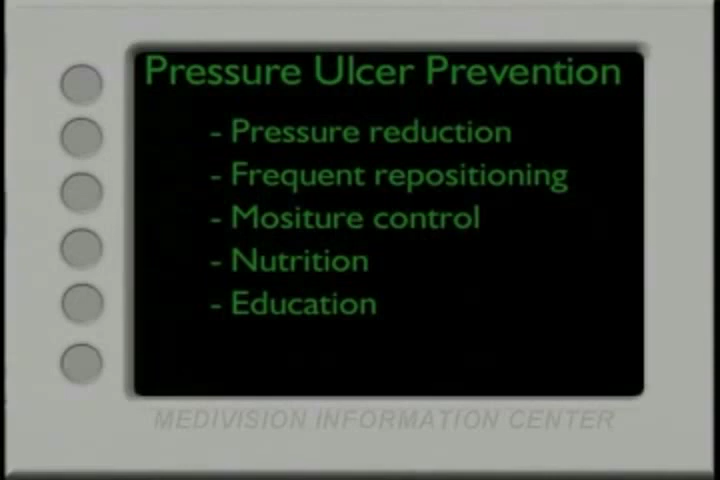 Pressure Ulcer Prevention
- Pressure reduction
- Frequent repositioning
- Mositure control
- Nutrition
- Education
MEDIVISION INFORMATION CENTER